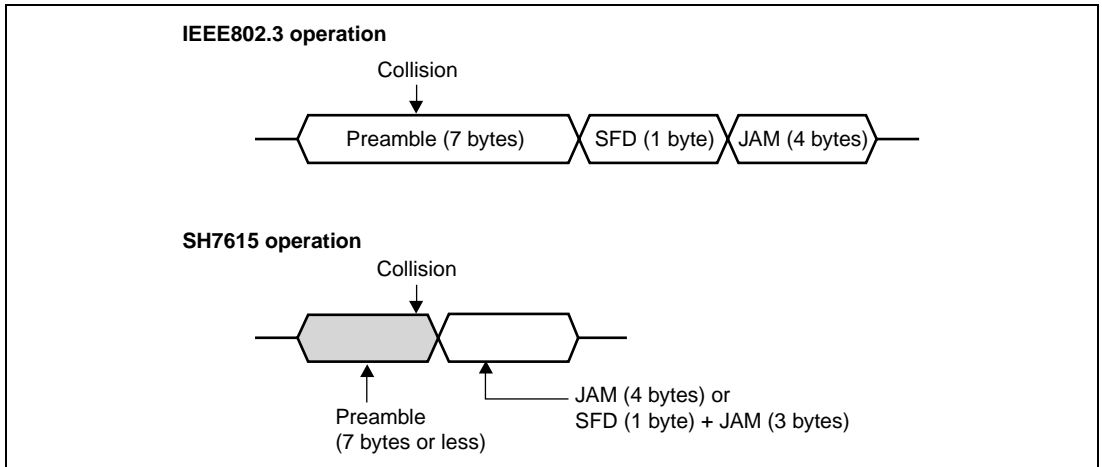 IEEE802.3 operation
Collision
Preamble (7 bytes)
SFD (1 byte)
JAM (4 bytes)
SH7615 operation
Collision
Preamble
(7 bytes or less)
JAM (4 bytes) or
SFD (1 byte) + JAM (3 bytes)